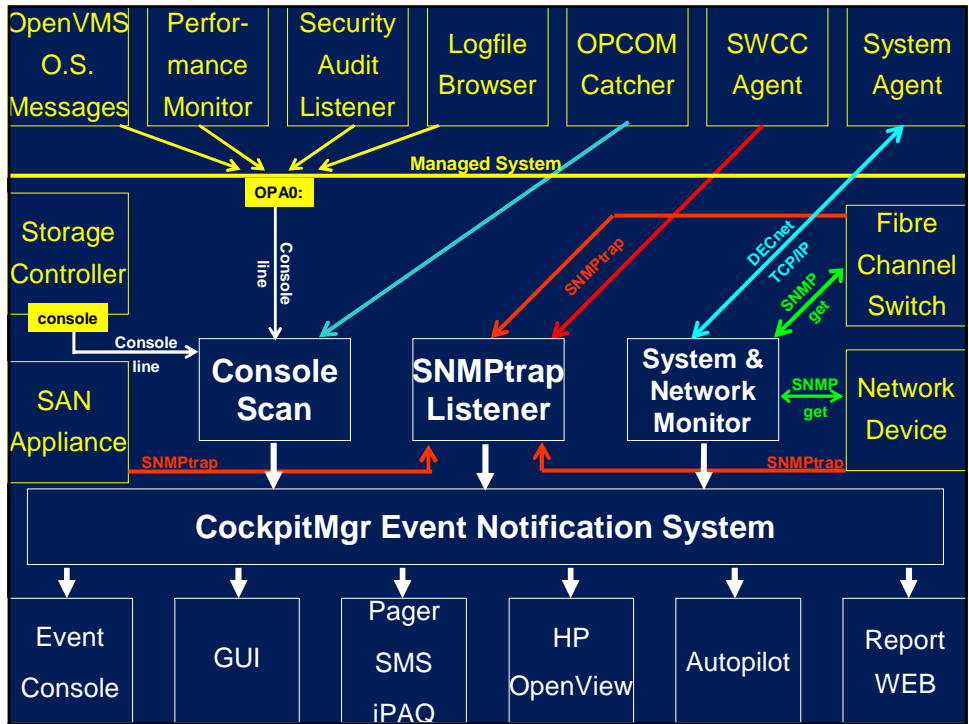 OpenVMS
O.S.
Messages
Perfor-
mance
Monitor
Security
Audit
Listener
Logfile
Browser
OPCOM
Catcher
SWCC
Agent
System
Agent
Managed System
OPA0:
Storage
Controller
console
Console
line
Console
line
SNMPtrap
DECnet
TCP/IP
SNMP
get
Fibre
Channel
Switch
Console
Scan
SNMPtrap
Listener
System &
Network
Monitor
SNMP
get
Network
Device
SAN
Appliance
SNMPtrap
SNMPtrap
CockpitMgr Event Notification System
Event
Console
GUI
Pager
SMS
iPAQ
HP
OpenView
Autopilot
Report
WEB